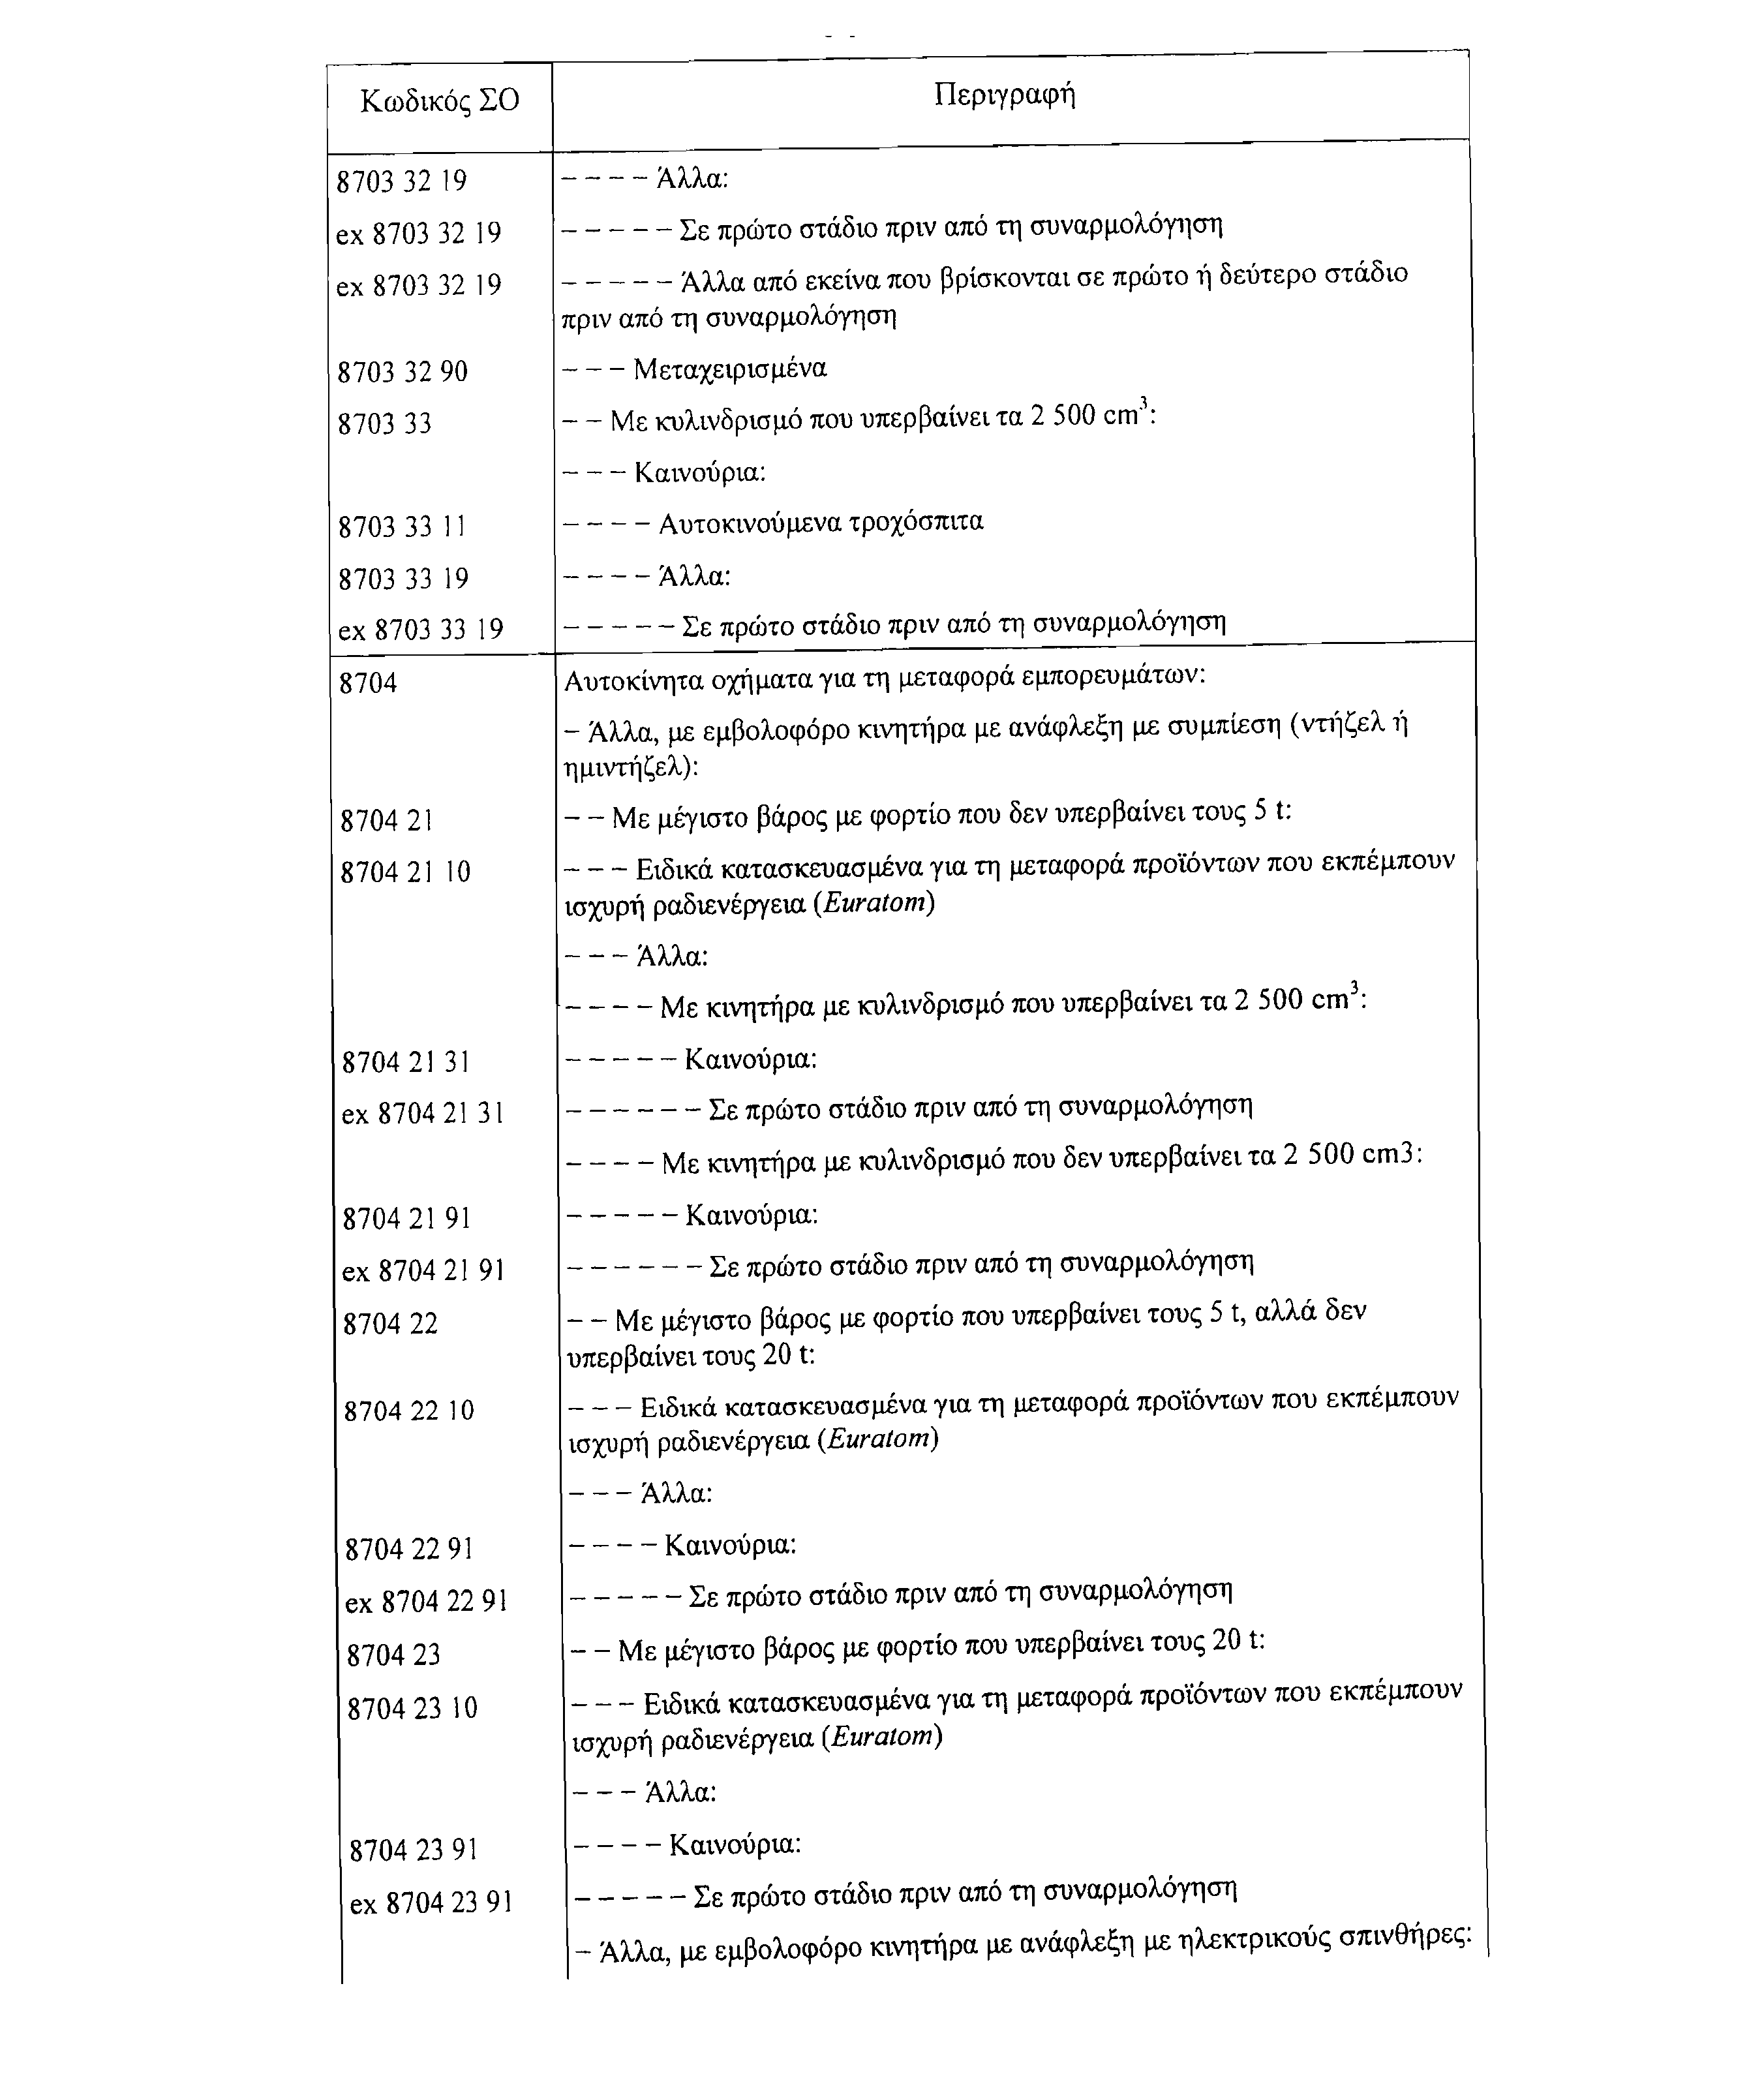 Κωδικός ΣΟ Περιγραφή
8703 32 19 – – – – Άλλα:
ex 8703 32 19 – – – – – Σε πρώτο στάδιο πριν από τη συναρμολόγηση
ex 8703 32 19 – – – – – Άλλα από εκείνα που βρίσκονται σε πρώτο ή δεύτερο στάδιο
πριν από τη συναρμολόγηση
8703 32 90 – – – Μεταχειρισμένα
8703 33 – – Με κυλινδρισμό που υπερβαίνει τα 2 500 cm³:
– – – Καινούρια:
8703 33 11 – – – – Αυτοκινούμενα τροχόσπιτα
8703 33 19 – – – – Άλλα:
ex 8703 33 19 – – – – – Σε πρώτο στάδιο πριν από τη συναρμολόγηση
8704 Αυτοκίνητα οχήματα για τη μεταφορά εμπορευμάτων:
– Άλλα, με εμβολοφόρο κινητήρα με ανάφλεξη με συμπίεση (ντήζελ ή
ημιντήζελ):
8704 21 – – Με μέγιστο βάρος με φορτίο που δεν υπερβαίνει τους 5 t:
8704 21 10 – – – Ειδικά κατασκευασμένα για τη μεταφορά προϊόντων που εκπέμπουν
ισχυρή ραδιενέργεια (Euratom)
– – – Άλλα:
– – – – Με κινητήρα με κυλινδρισμό που υπερβαίνει τα 2 500 cm³:
8704 21 31 – – – – – Καινούρια:
ex 8704 21 31 – – – – – – Σε πρώτο στάδιο πριν από τη συναρμολόγηση
– – – – Με κινητήρα με κυλινδρισμό που δεν υπερβαίνει τα 2 500 cm3:
8704 21 91 – – – – – Καινούρια:
ex 8704 21 91 – – – – – – Σε πρώτο στάδιο πριν από τη συναρμολόγηση
8704 22 – – Με μέγιστο βάρος με φορτίο που υπερβαίνει τους 5 t, αλλά δεν
υπερβαίνει τους 20 t:
8704 22 10 – – – Ειδικά κατασκευασμένα για τη μεταφορά προϊόντων που εκπέμπουν
ισχυρή ραδιενέργεια (Euratom)
– – – Άλλα:
8704 22 91 – – – – Καινούρια:
ex 8704 22 91 – – – – – Σε πρώτο στάδιο πριν από τη συναρμολόγηση
8704 23 – – Με μέγιστο βάρος με φορτίο που υπερβαίνει τους 20 t:
8704 23 10 – – – Ειδικά κατασκευασμένα για τη μεταφορά προϊόντων που εκπέμπουν
ισχυρή ραδιενέργεια (Euratom)
– – – Άλλα:
8704 23 91 – – – – Καινούρια:
ex 8704 23 91 – – – – – Σε πρώτο στάδιο πριν από τη συναρμολόγηση
– Άλλα, με εμβολοφόρο κινητήρα με ανάφλεξη με ηλεκτρικούς σπινθήρες: